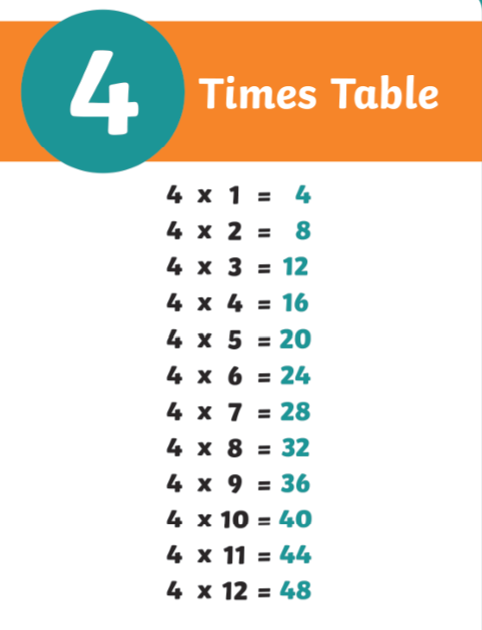 4 Times Table
4 x 1 = 4
4 x 2 = 8
4 x 3 = 12
4 x 4 = 16
4 x 5 = 20
4 x 6 = 24
4 x 7 = 28
4 x 8 = 32
4 x 9 = 36
4 x 10 = 40
4 x 11 = 44
4 x 12 = 48